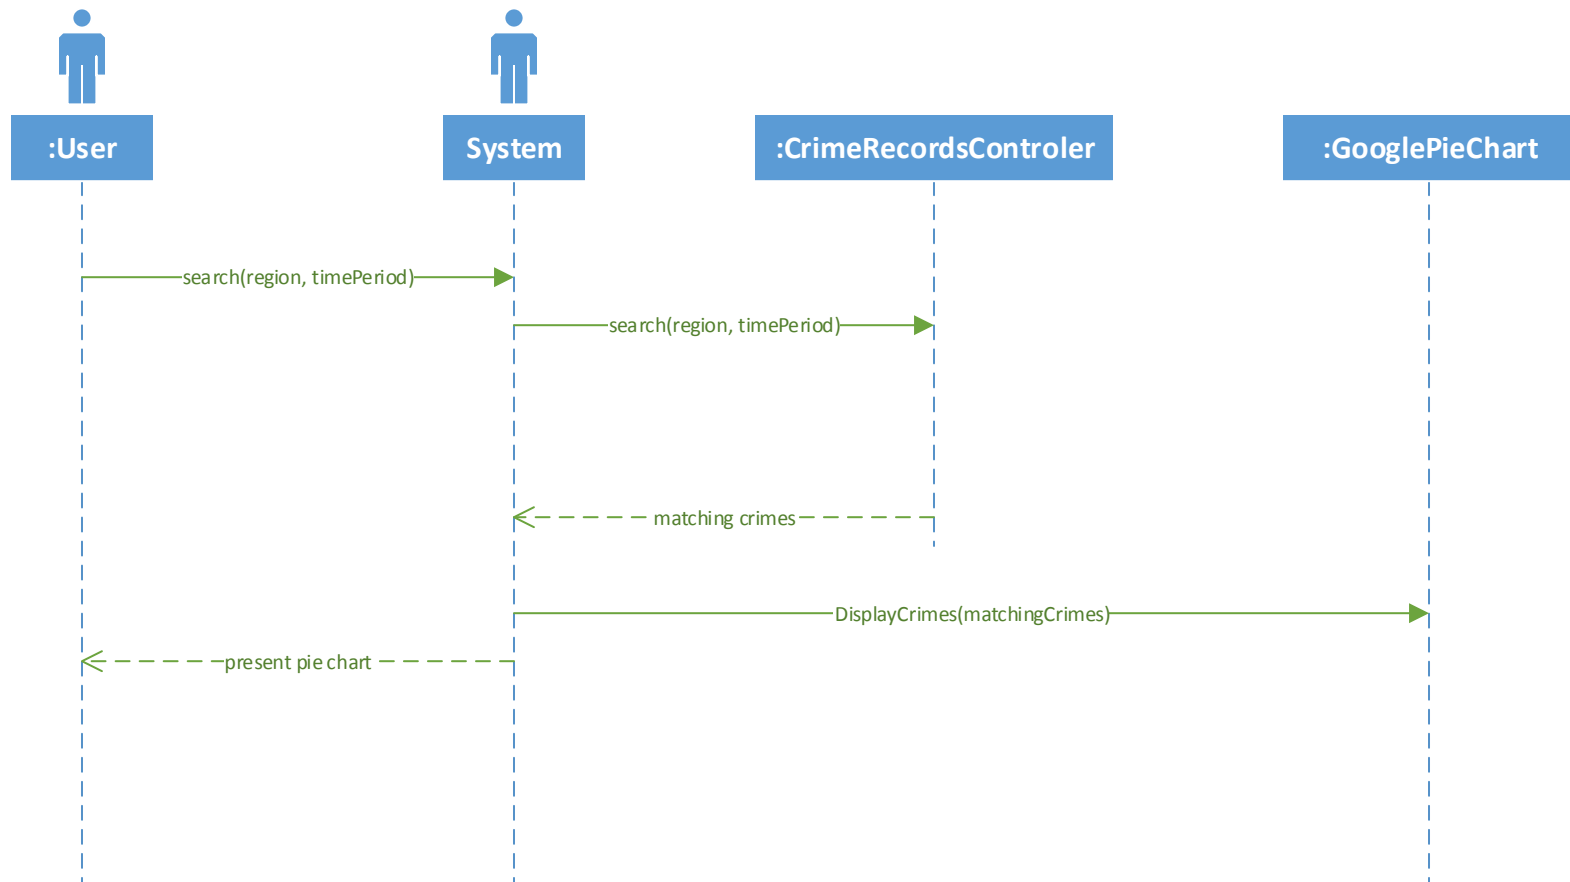 :User
System
:CrimeRecordsControler
:GooglePieChart
search(region, timePeriod)
search(region, timePeriod)
matching crimes
DisplayCrimes(matchingCrimes)
present pie chart